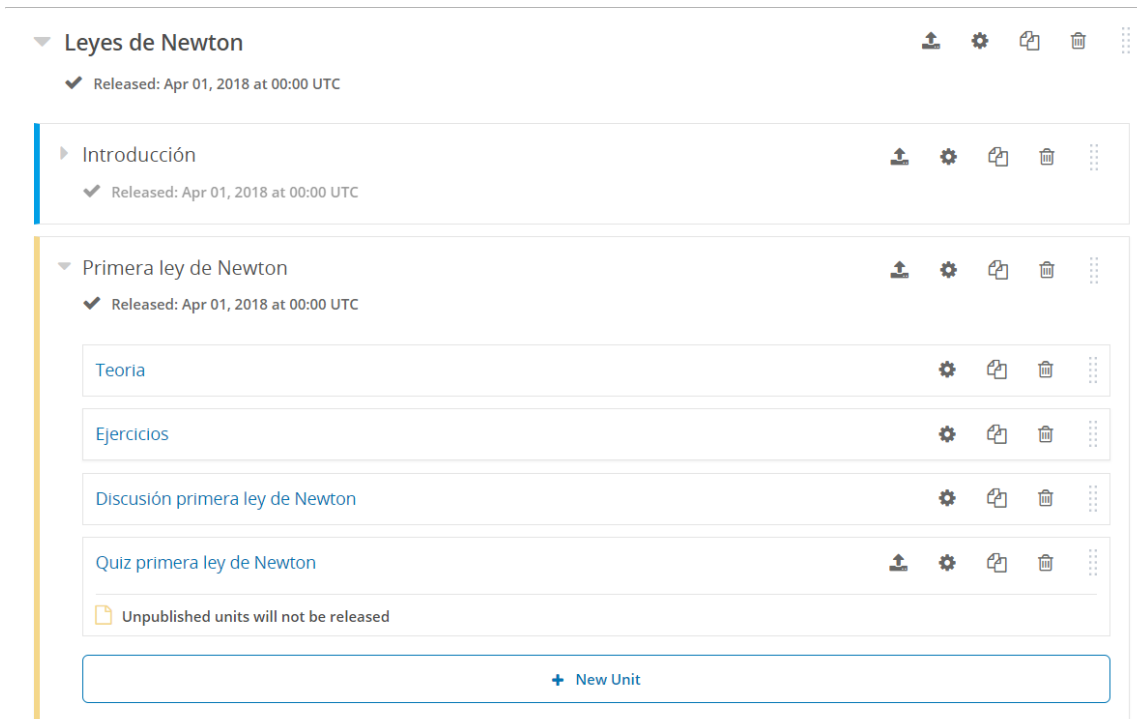 Leyes de Newton
Released: Apr 01, 2018 at 00:00 UTC
Introducción
Released: Apr 01, 2018 at 00:00 UTC
Primera ley de Newton
Released: Apr 01, 2018 at 00:00 UTC
Teoria
Ejercicios
Discusión primera ley de Newton
Quiz primera ley de Newton
Unpublished units will not be released
+ New Unit